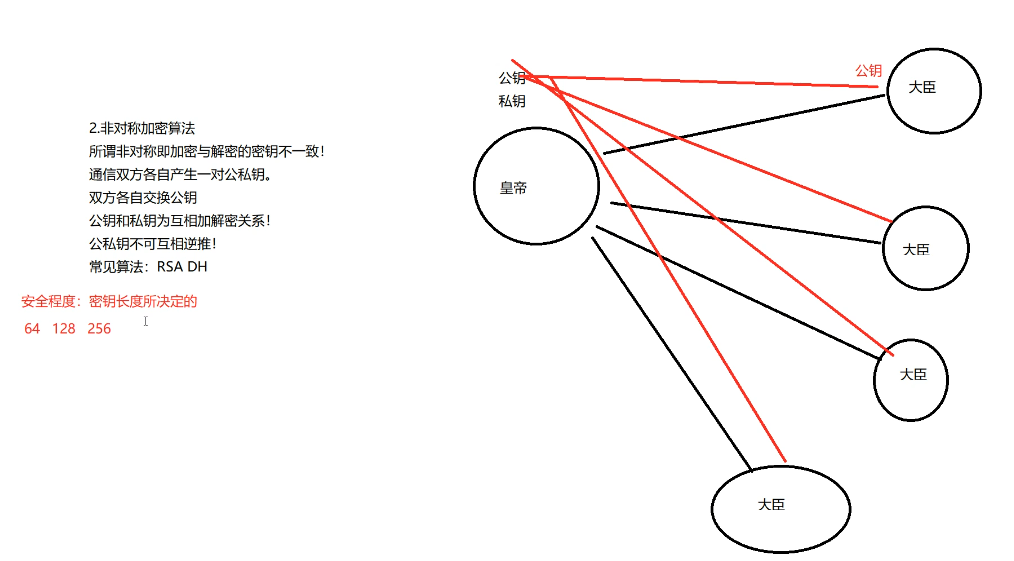 2.非对称加密算法
所谓非对称即加密与解密的密钥不一致！
通信双方各自产生一对公私钥。
双方各自交换公钥
公钥和私钥为互相加解密关系！
公私钥不可互相逆推！
常见算法：RSA DH
安全程度：密钥长度所决定的
64 128 256
公钥
私钥
皇帝
公钥
大臣
大臣
大臣
大臣